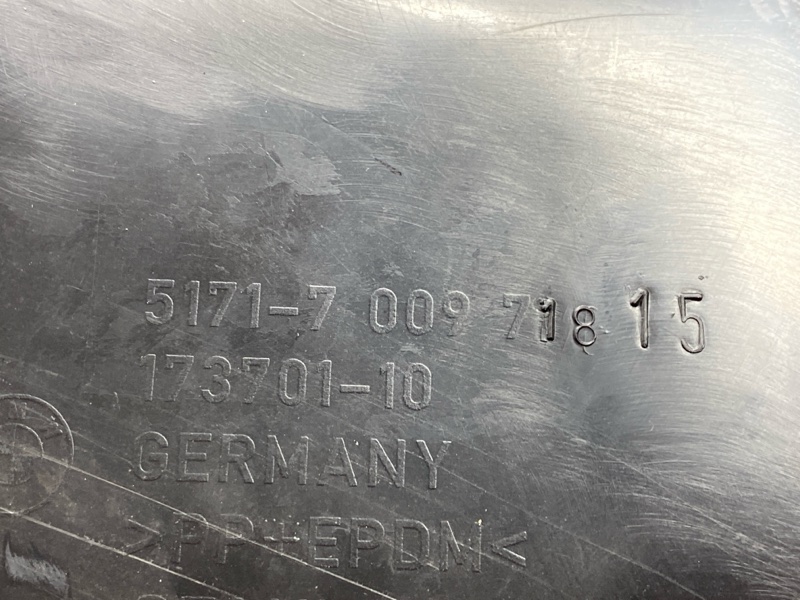 5171-7 009 718 15
173701-10
GERMANY
>PP+EPDM<